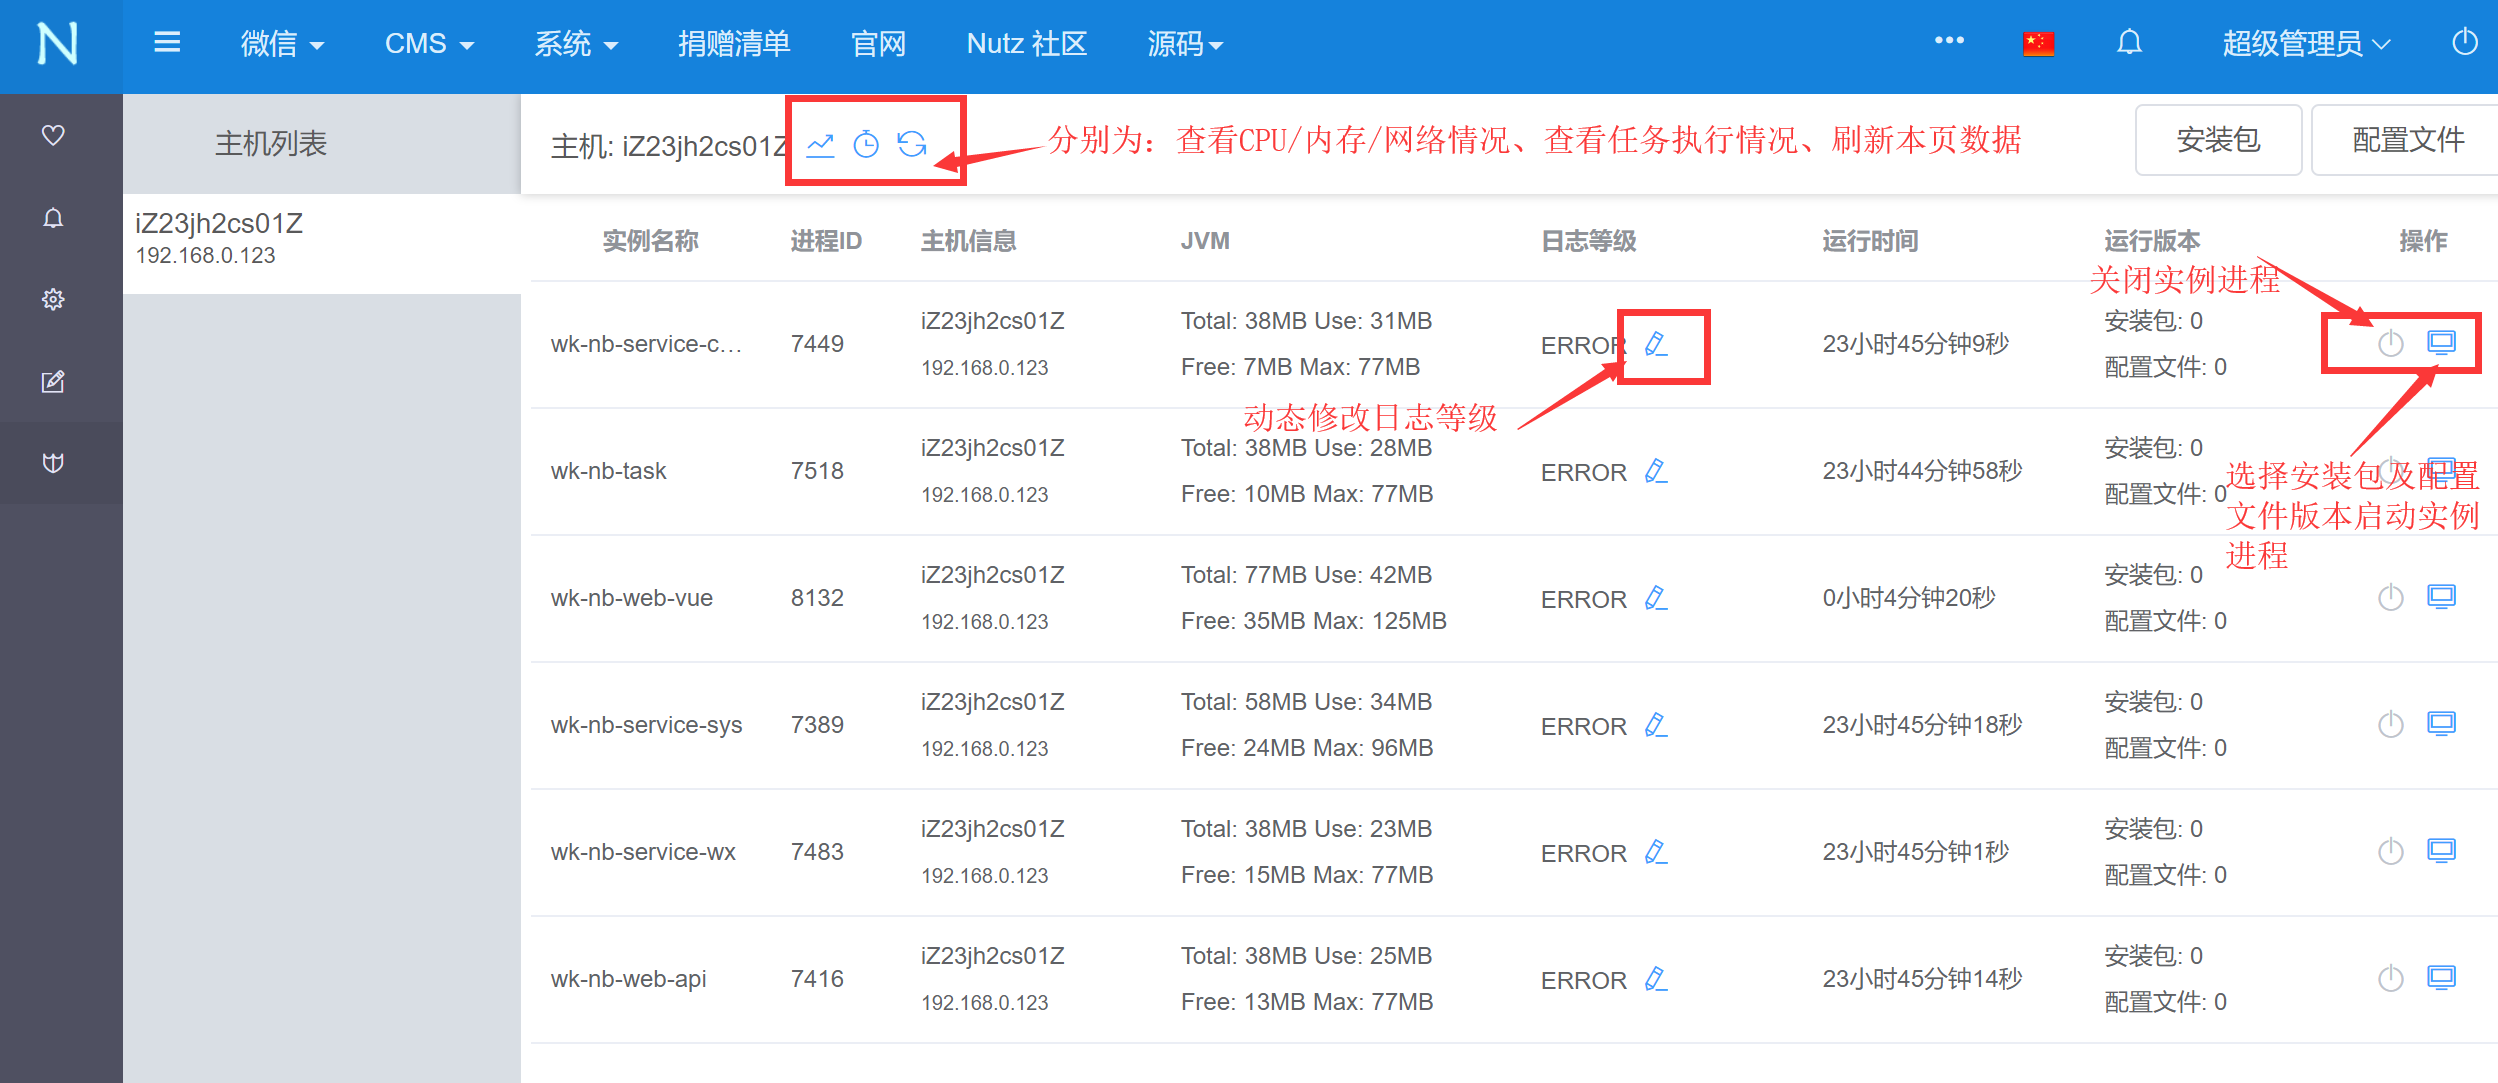 N
微信
CMS
系统
捐赠清单
官网
Nutz 社区
源码
超级管理员
主机列表
iZ23jh2cs01Z
192.168.0.123
主机: iZ23jh2cs01Z
分别为：查看CPU/内存/网络情况、查看任务执行情况、刷新本页数据
安装包
配置文件
实例名称 进程ID 主机信息 JVM 日志等级 运行时间 运行版本 操作
关闭实例进程
wk-nb-service-c... 7449
iZ23jh2cs01Z
192.168.0.123
Total: 38MB Use: 31MB
Free: 7MB Max: 77MB
ERROR
23小时45分钟9秒
安装包: 0
配置文件: 0
动态修改日志等级
wk-nb-task 7518
iZ23jh2cs01Z
192.168.0.123
Total: 38MB Use: 28MB
Free: 10MB Max: 77MB
ERROR
23小时44分钟58秒
安装包: 0
配置文件: 0
选择安装包及配置
文件版本启动实例
进程
wk-nb-web-vue 8132
iZ23jh2cs01Z
192.168.0.123
Total: 77MB Use: 42MB
Free: 35MB Max: 125MB
ERROR
0小时4分钟20秒
安装包: 0
配置文件: 0
wk-nb-service-sys 7389
iZ23jh2cs01Z
192.168.0.123
Total: 58MB Use: 34MB
Free: 24MB Max: 96MB
ERROR
23小时45分钟18秒
安装包: 0
配置文件: 0
wk-nb-service-wx 7483
iZ23jh2cs01Z
192.168.0.123
Total: 38MB Use: 23MB
Free: 15MB Max: 77MB
ERROR
23小时45分钟1秒
安装包: 0
配置文件: 0
wk-nb-web-api 7416
iZ23jh2cs01Z
192.168.0.123
Total: 38MB Use: 25MB
Free: 13MB Max: 77MB
ERROR
23小时45分钟14秒
安装包: 0
配置文件: 0